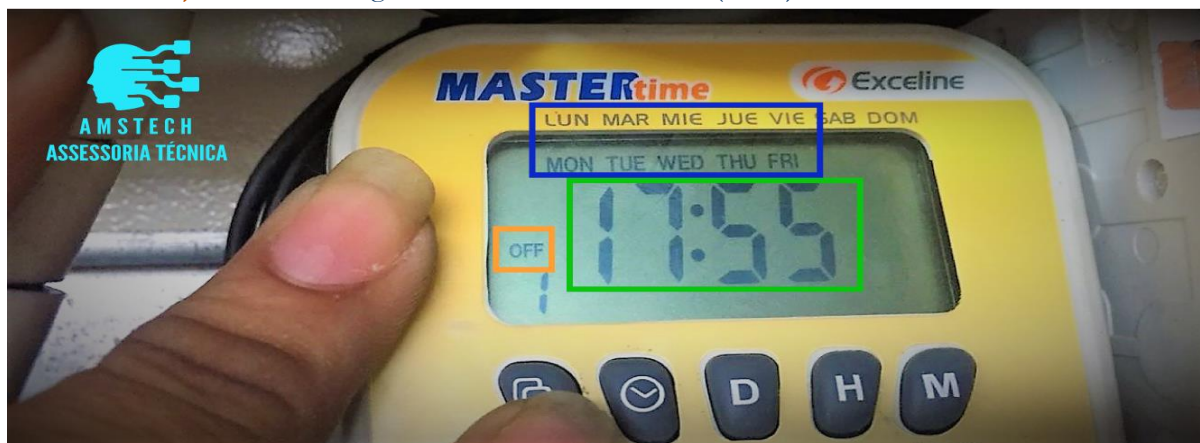 AMSTECH
ASSESSORIA TÉCNICA
MASTERtime
Exceline
LUN MAR MIE JUE VIE SAB DOM
MON TUE WED THU FRI
17:55
OFF
1
D H M